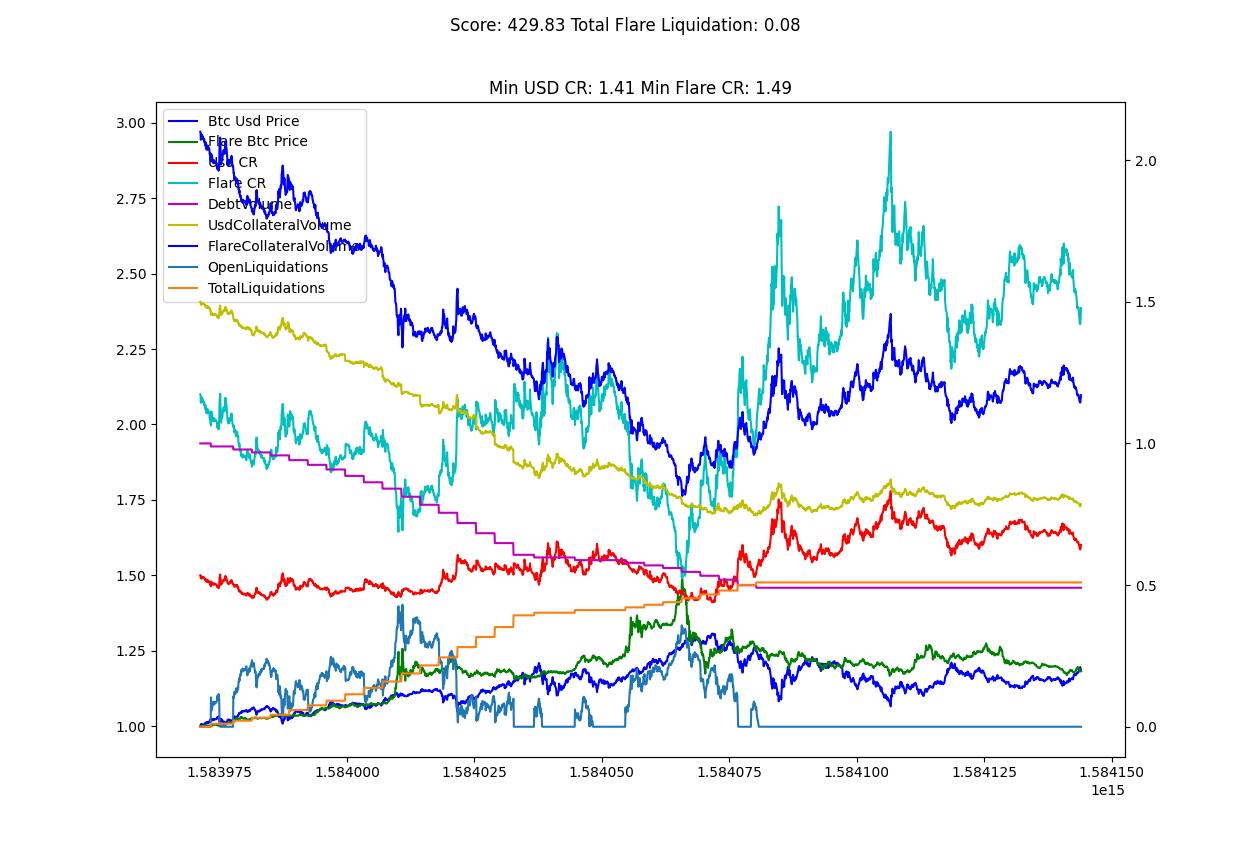 Score: 429.83 Total Flare Liquidation: 0.08
Min USD CR: 1.41 Min Flare CR: 1.49
Btc Usd Price
Flare Btc Price
Usd CR
Flare CR
DebtVolume
UsdCollateralVolume
FlareCollateralVolume
OpenLiquidations
TotalLiquidations
3.00
2.75
2.50
2.25
2.00
1.75
1.50
1.25
1.00
2.0
1.5
1.0
0.5
0.0
1.583975 1.584000 1.584025 1.584050 1.584075 1.584100 1.584125 1.584150
1e15